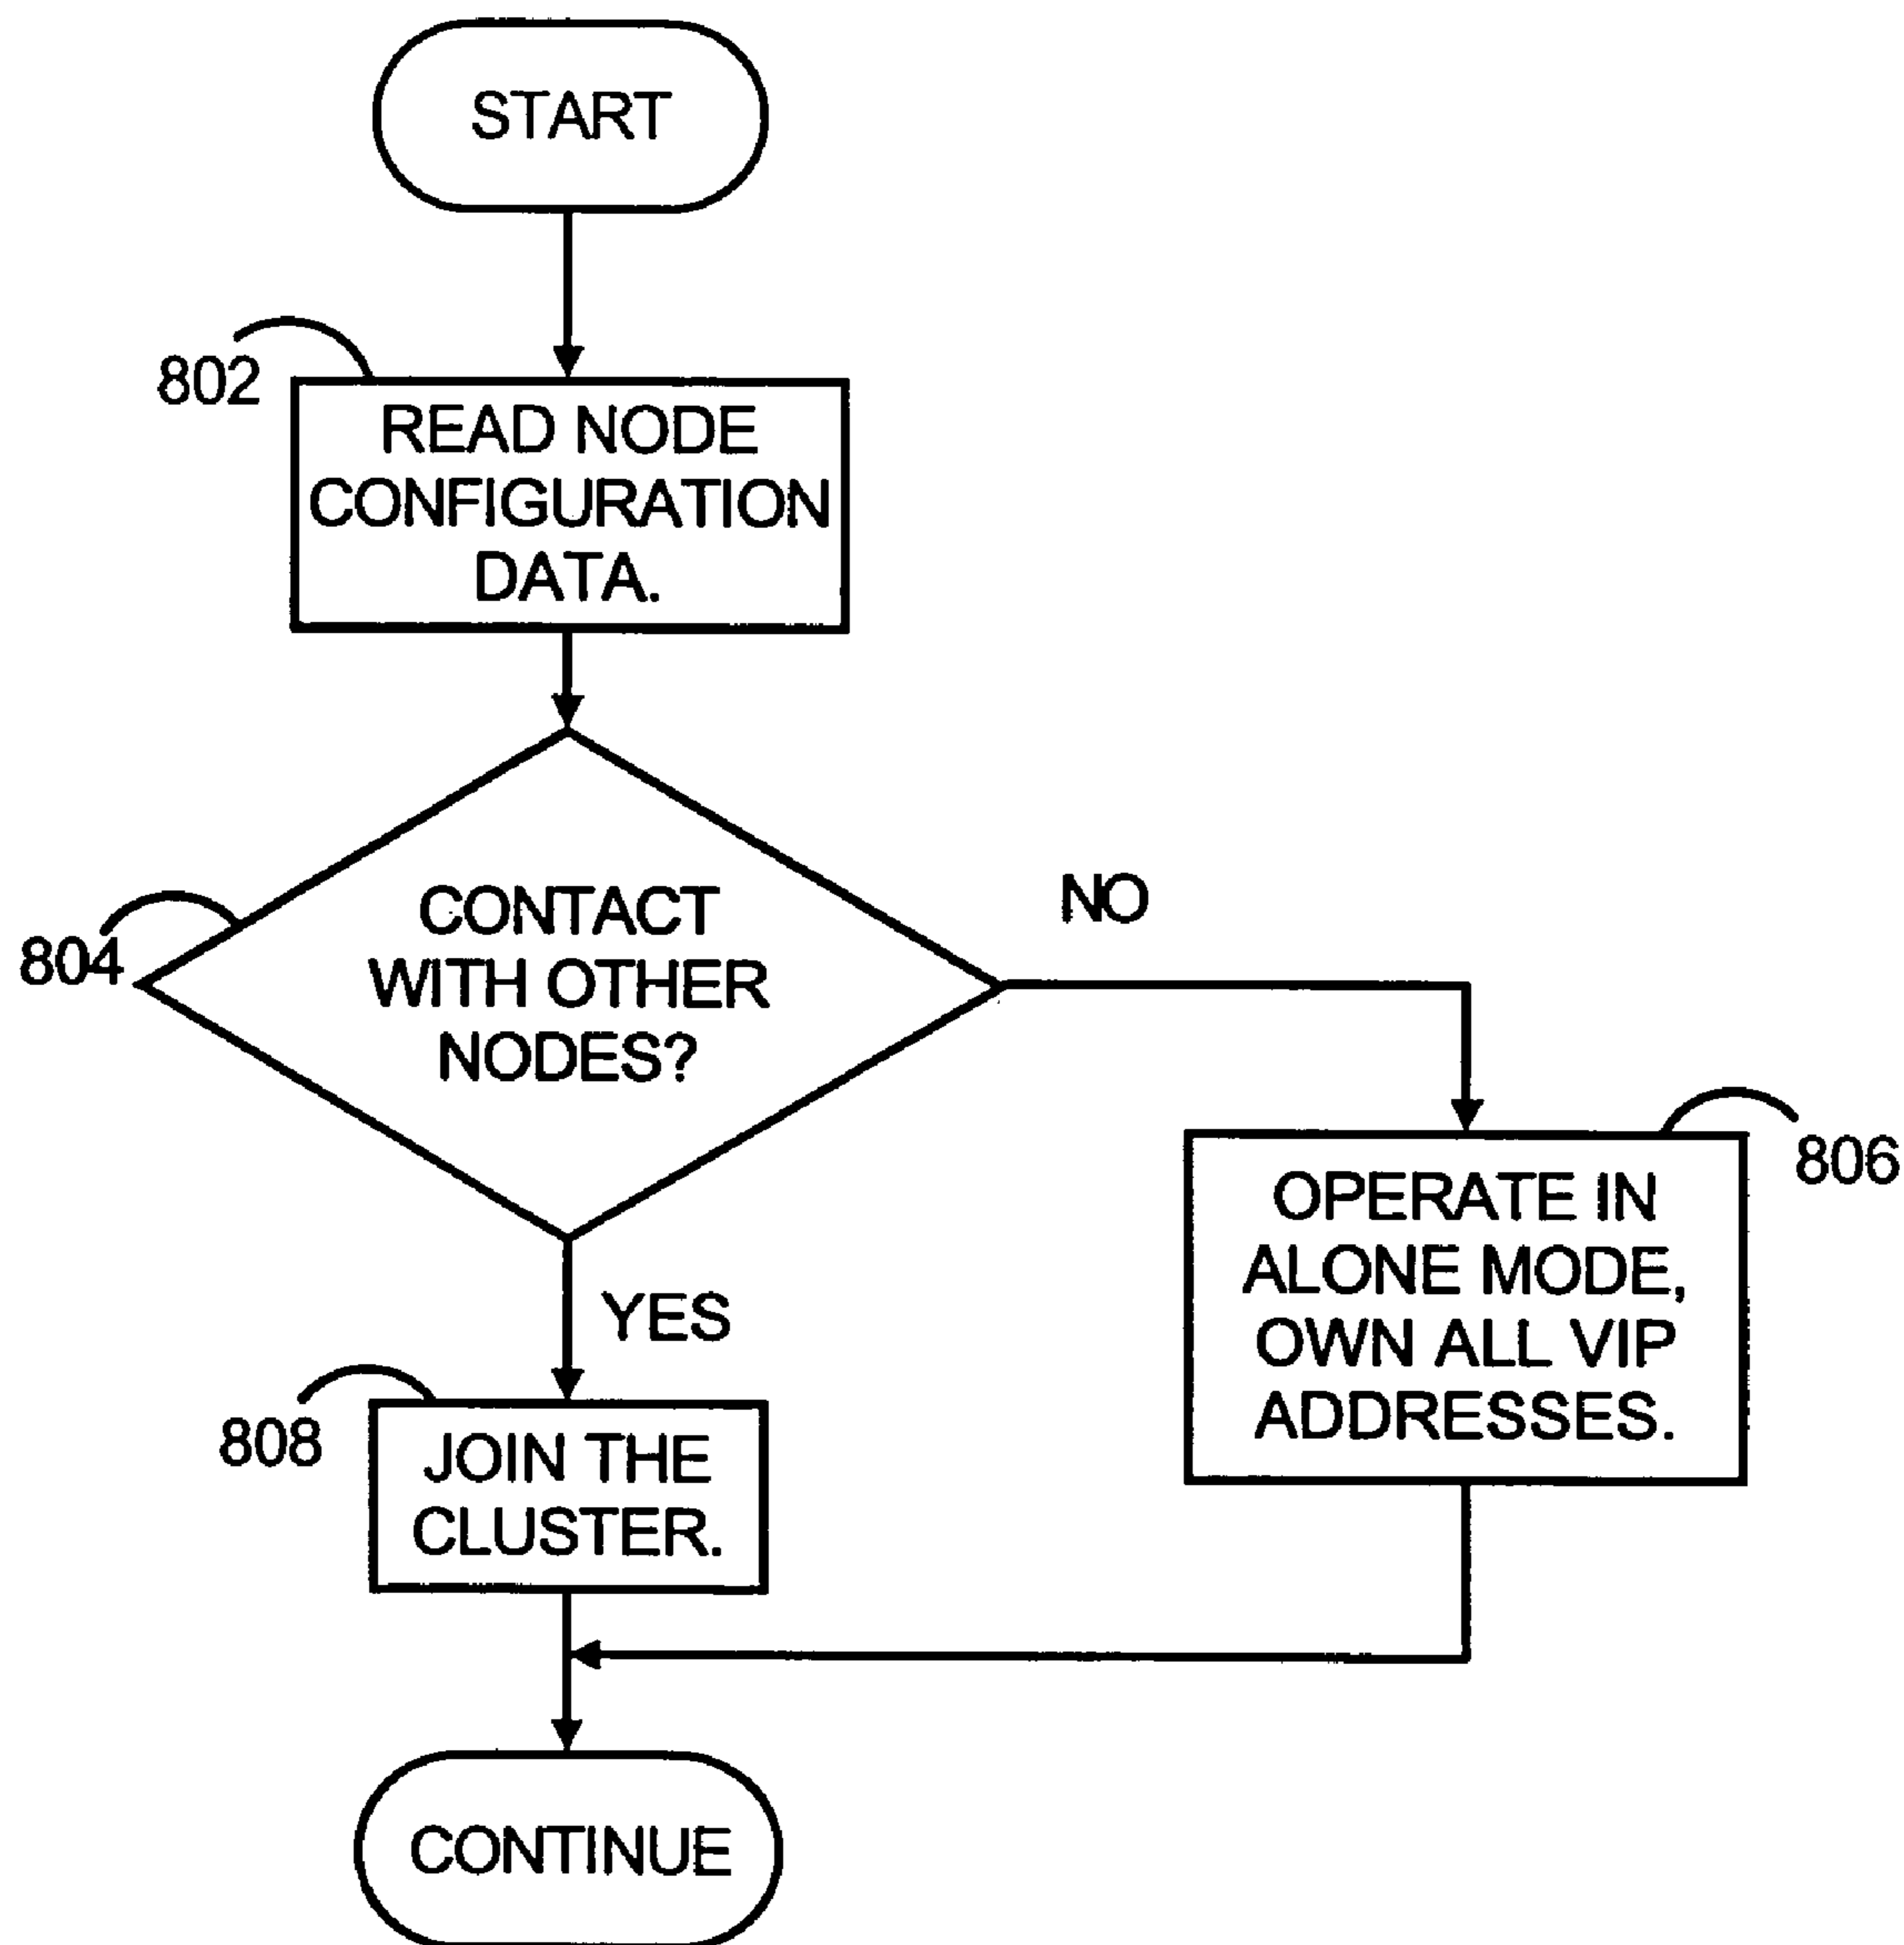 START
802
READ NODE
CONFIGURATION
DATA.
804
CONTACT
WITH OTHER
NODES?
NO
YES
806
OPERATE IN
ALONE MODE,
OWN ALL VIP
ADDRESSES.
808
JOIN THE
CLUSTER.
CONTINUE